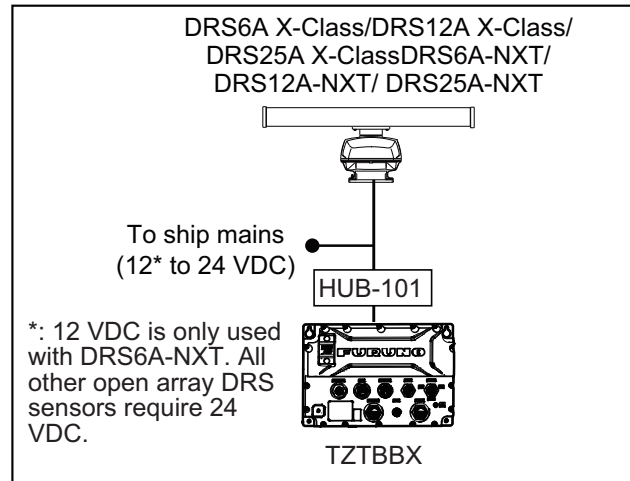 DRS6A X-Class/DRS12A X-Class/
DRS25A X-ClassDRS6A-NXT/
DRS12A-NXT/ DRS25A-NXT
To ship mains
(12* to 24 VDC)
HUB-101
*: 12 VDC is only used
with DRS6A-NXT. All
other open array DRS
sensors require 24
VDC.
FURUNO
TZTBBX